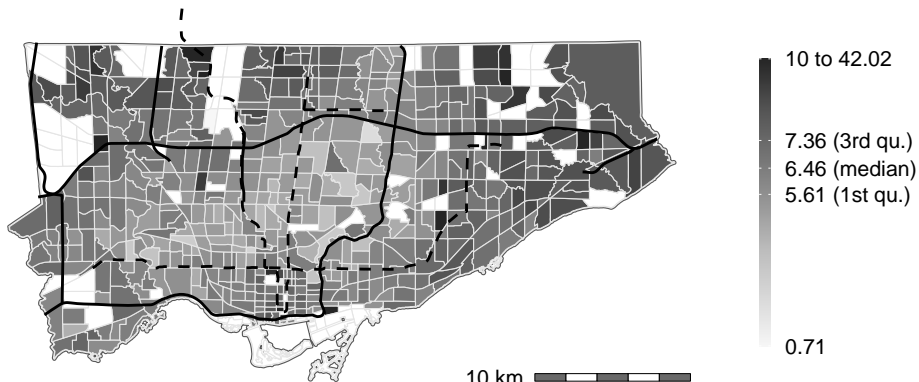 10 to 42.02
7.36 (3rd qu.)
6.46 (median)
5.61 (1st qu.)
0.71
10 km